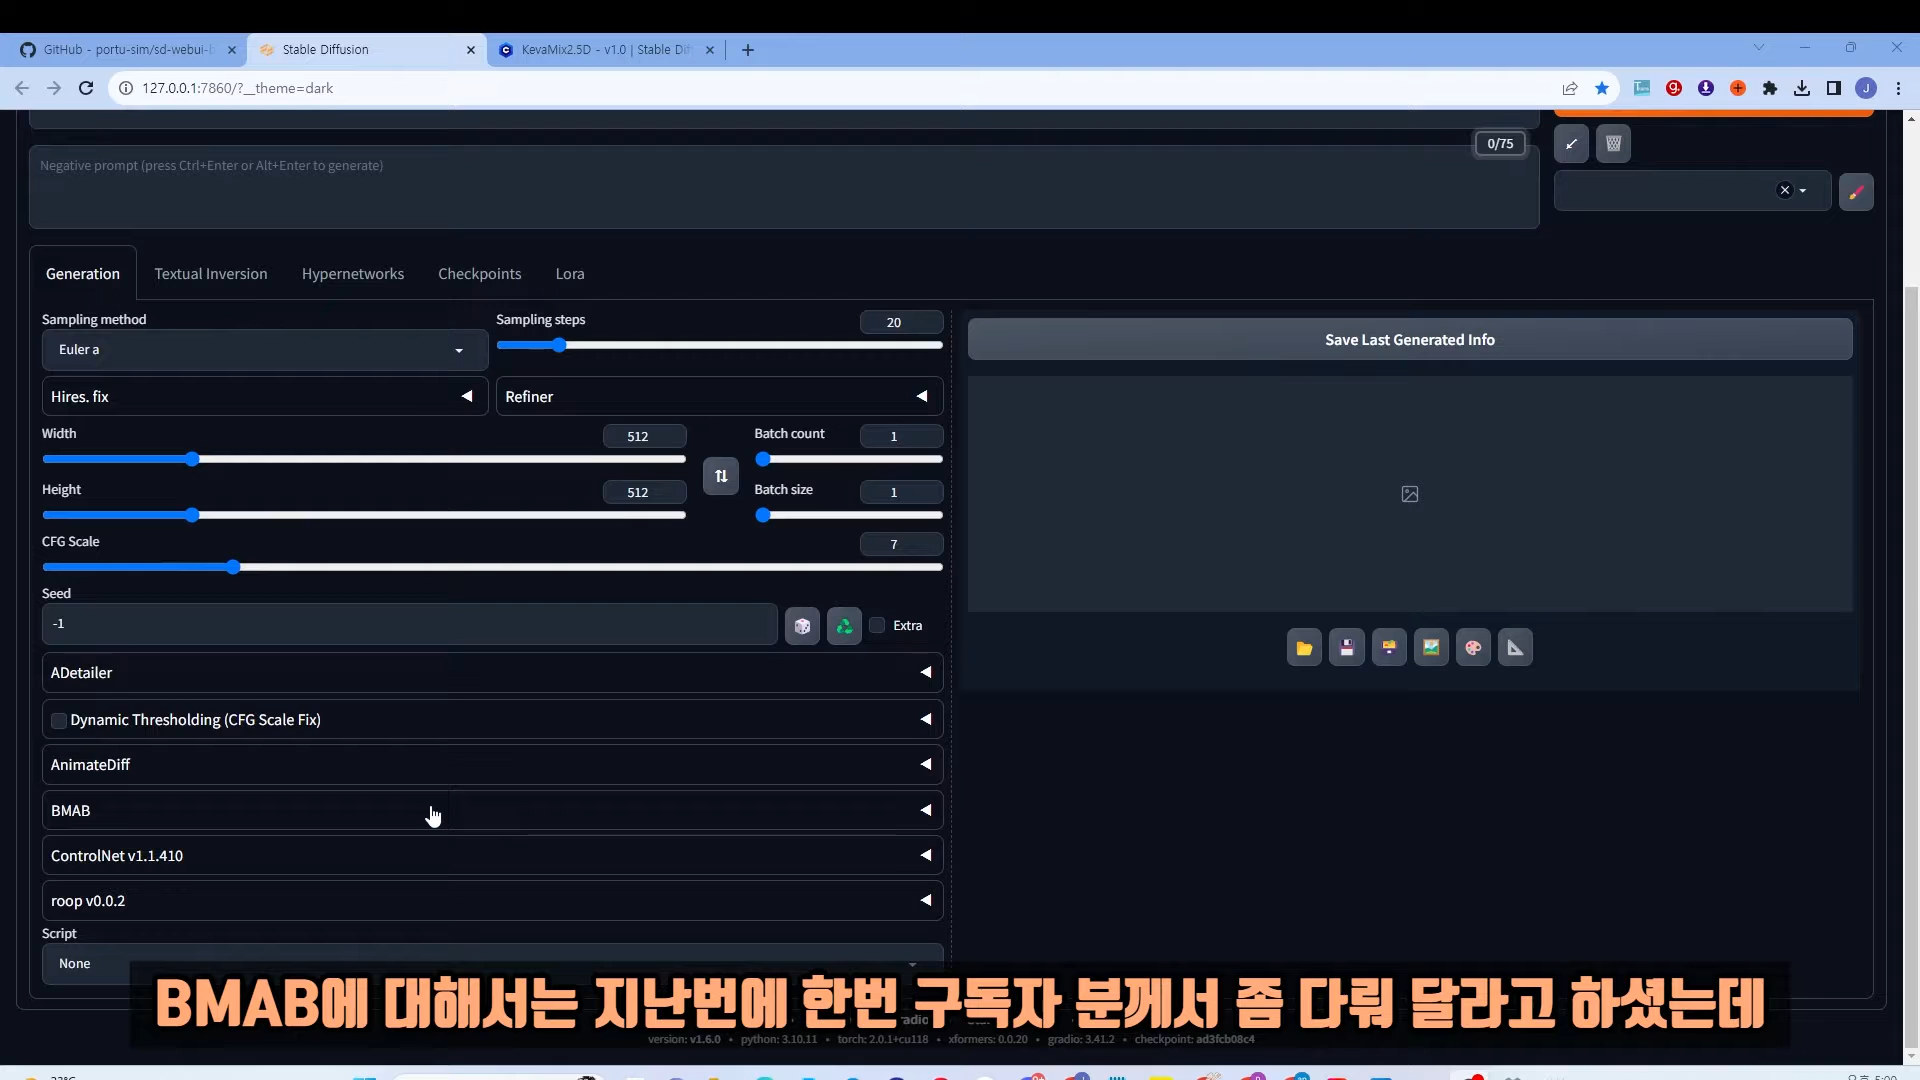 GitHub - portu-sim/sd-webui-b
Stable Diffusion
KevaMix2.5D - v1.0 | Stable Dif
127.0.0.1:7860/?__theme=dark
0/75
Negative prompt (press Ctrl+Enter or Alt+Enter to generate)
Generation
Textual Inversion
Hypernetworks
Checkpoints
Lora
Sampling method
Euler a
Sampling steps
20
Save Last Generated Info
Hires. fix
Refiner
Width
512
Batch count
1
Height
512
Batch size
1
CFG Scale
7
Seed
-1
Extra
ADetailer
Dynamic Thresholding (CFG Scale Fix)
AnimateDiff
BMAB
ControlNet v1.1.410
roop v0.0.2
Script
None
BMAB에 대해서는 지난번에 한번 구독자 분께서 좀 다뤄 달라고 하셨는데
version: v1.6.0 • python: 3.10.11 • torch: 2.0.1+cu118 • xformers: 0.0.20 • gradio: 3.41.2 • checkpoint: ad3fcb08c4